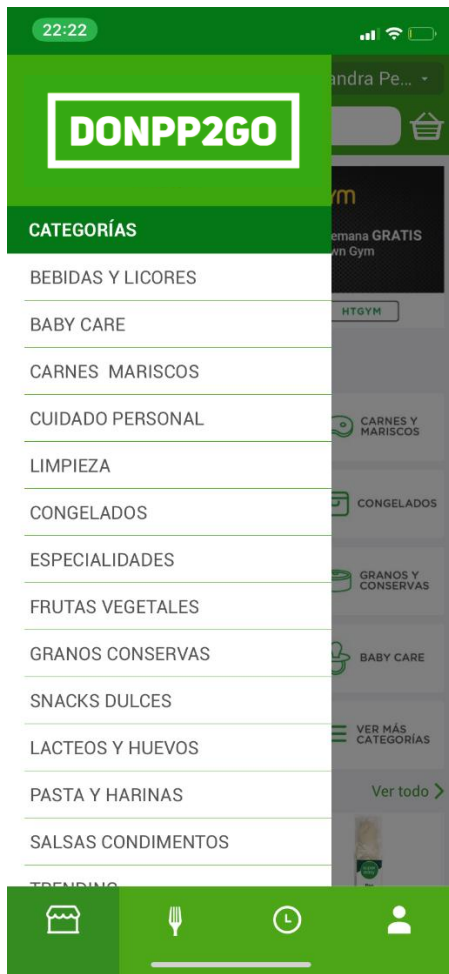 22:22
andra Pe...
DONPP2GO
CATEGORÍAS
BEBIDAS Y LICORES
BABY CARE
CARNES MARISCOS
CUIDADO PERSONAL
LIMPIEZA
CONGELADOS
ESPECIALIDADES
FRUTAS VEGETALES
GRANOS CONSERVAS
SNACKS DULCES
LACTEOS Y HUEVOS
PASTA Y HARINAS
SALSAS CONDIMENTOS
TRENDING
ym
emana GRATIS
wn Gym
HTGYM
CARNES Y
MARISCOS
CONGELADOS
GRANOS Y
CONSERVAS
BABY CARE
VER MÁS
CATEGORÍAS
Ver todo